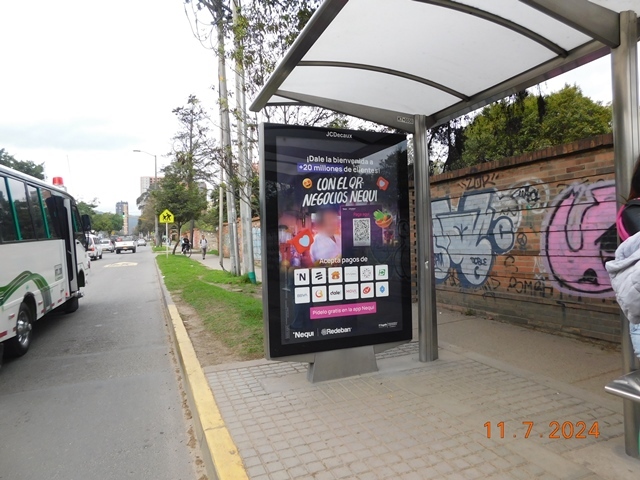 JCDecaux
¡Dale la bienvenida a
+20 millones de clientes!
CON EL QR
NEGOCIOS NEQUI
Acepta pagos de
N
Pídelo gratis en la app Nequi
Nequi | Redeban
11.7.2024